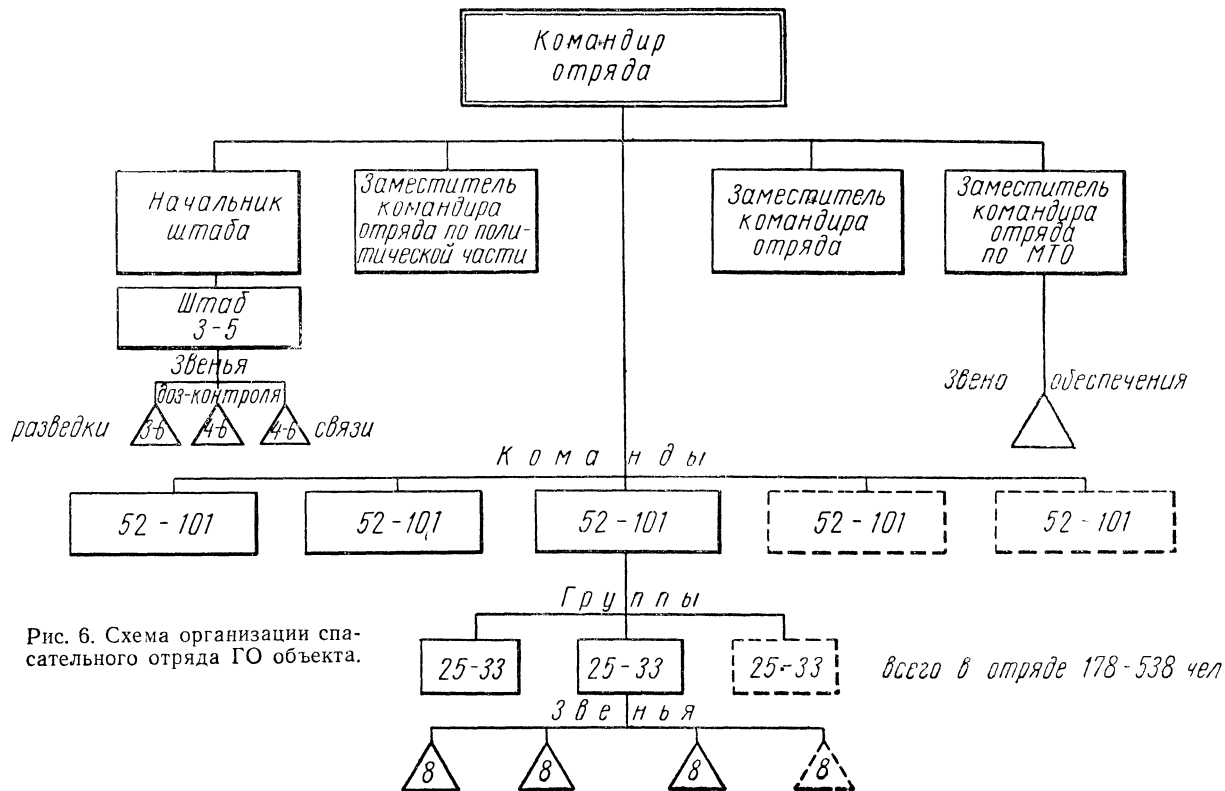 Командир
отряда
Начальник
штаба
Заместитель
командира
отряда по поли-
тической части
Заместитель
командира
отряда
Заместитель
командира
отряда
по МТО
Штаб
3-5
Звенья
доз-контроля
разведки 3-6 4-6 4-6 связи
Звено обеспечения
Команды
52-101 52-101 52-101 52-101 52-101
Группы
25-33 25-33 25-33
Рис. 6. Схема организации спа-
сательного отряда ГО объекта.
всего в отряде 178-538 чел
Звенья
8 8 8 8